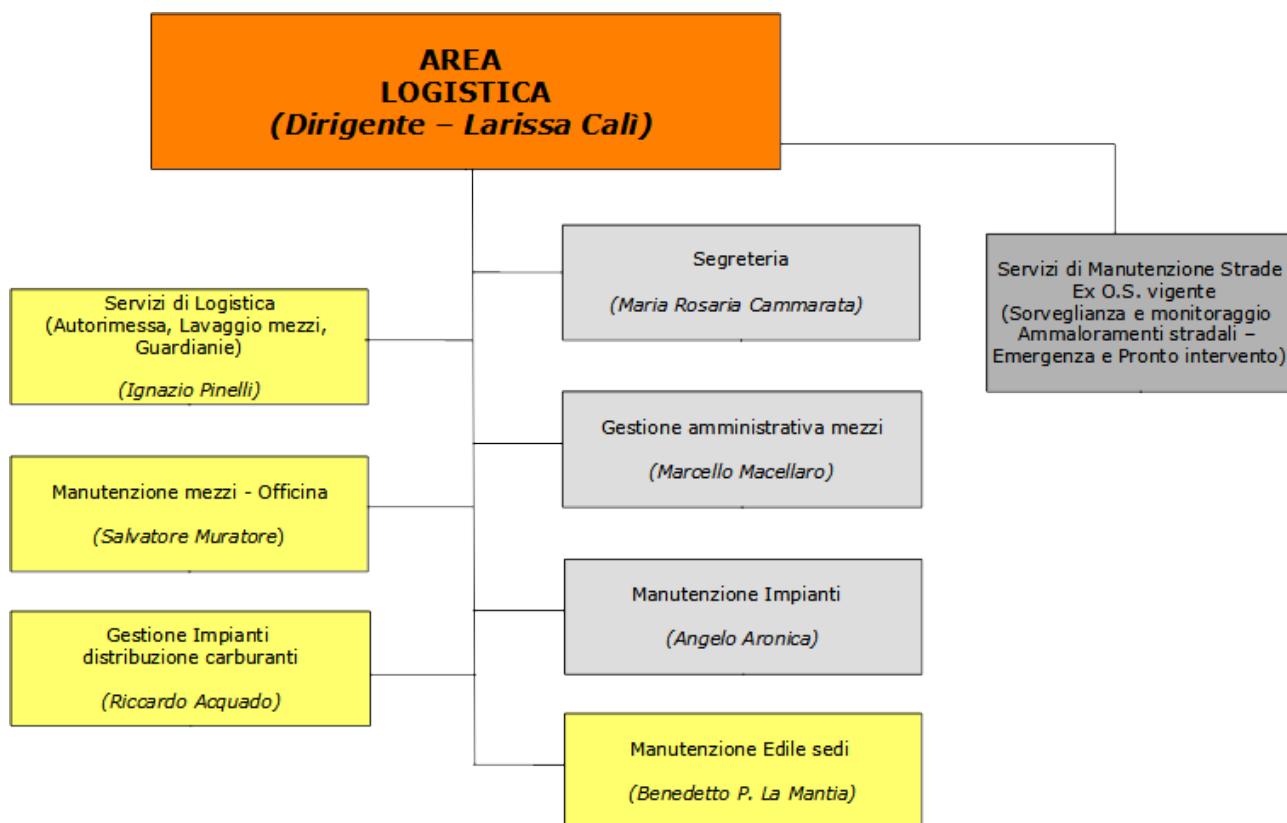 AREA
LOGISTICA
(Dirigente – Larissa Calì)
Segreteria
(Maria Rosaria Cammarata)
Servizi di Manutenzione Strade
Ex O.S. vigente
(Sorveglianza e monitoraggio
Ammaloramenti stradali –
Emergenza e Pronto intervento)
Servizi di Logistica
(Autorimessa, Lavaggio mezzi,
Guardianie)
(Ignazio Pinelli)
Gestione amministrativa mezzi
(Marcello Macellaro)
Manutenzione mezzi - Officina
(Salvatore Muratore)
Manutenzione Impianti
(Angelo Aronica)
Gestione Impianti
distribuzione carburanti
(Riccardo Acquado)
Manutenzione Edile sedi
(Benedetto P. La Mantia)